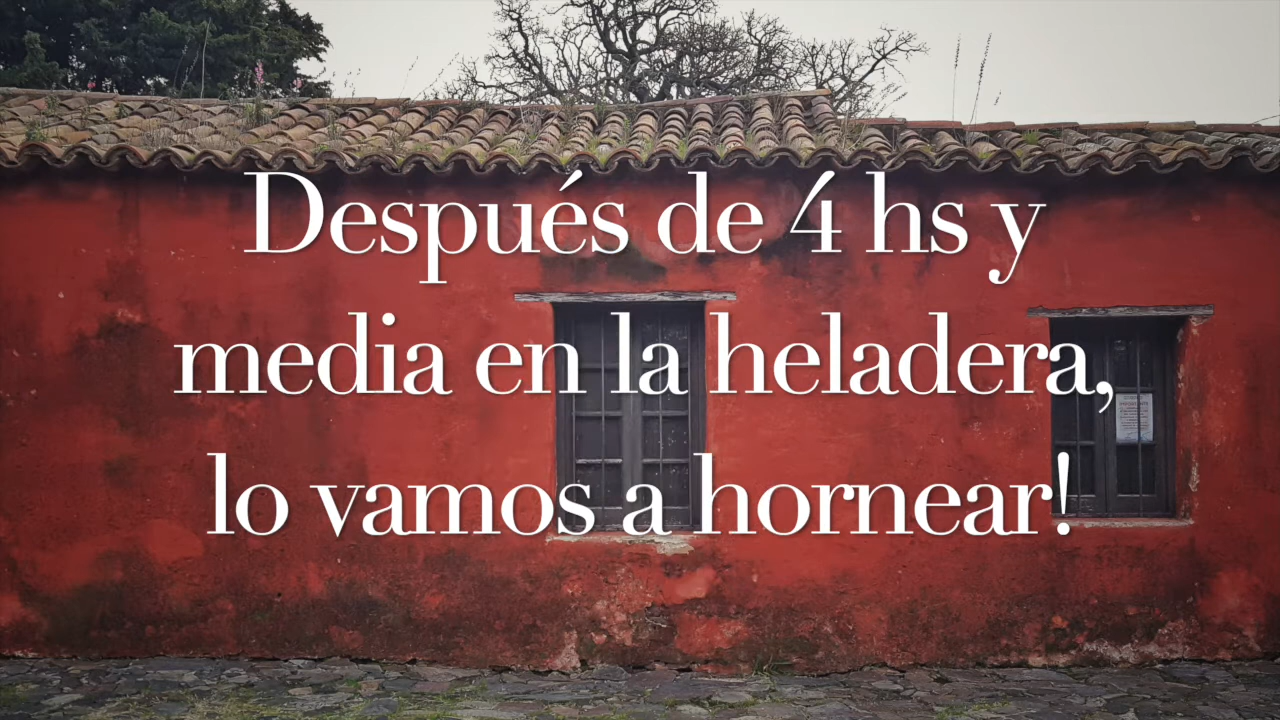 Después de 4 hs y
media en la heladera,
lo vamos a hornear!